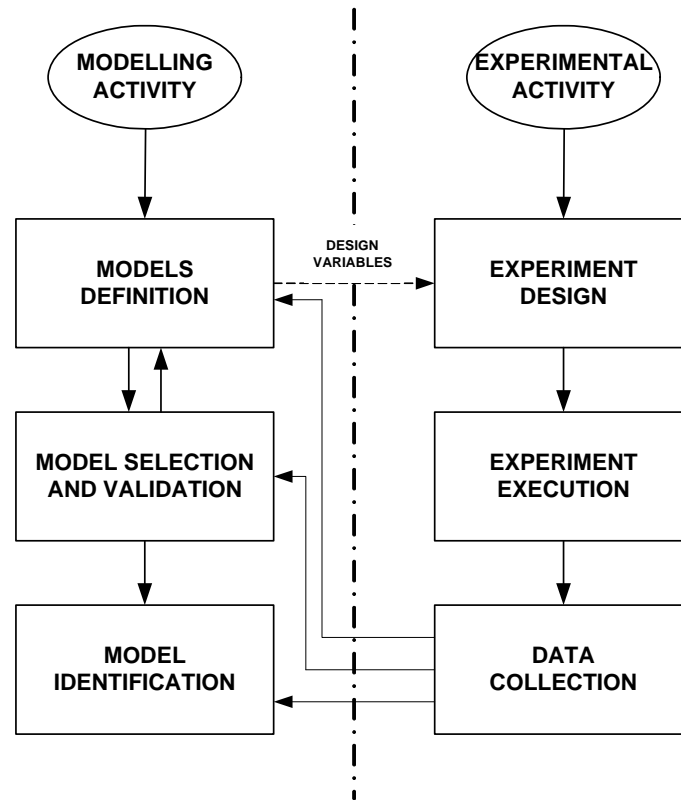 MODELLING
ACTIVITY
EXPERIMENTAL
ACTIVITY
MODELS
DEFINITION
DESIGN
VARIABLES
EXPERIMENT
DESIGN
MODEL SELECTION
AND VALIDATION
EXPERIMENT
EXECUTION
MODEL
IDENTIFICATION
DATA
COLLECTION